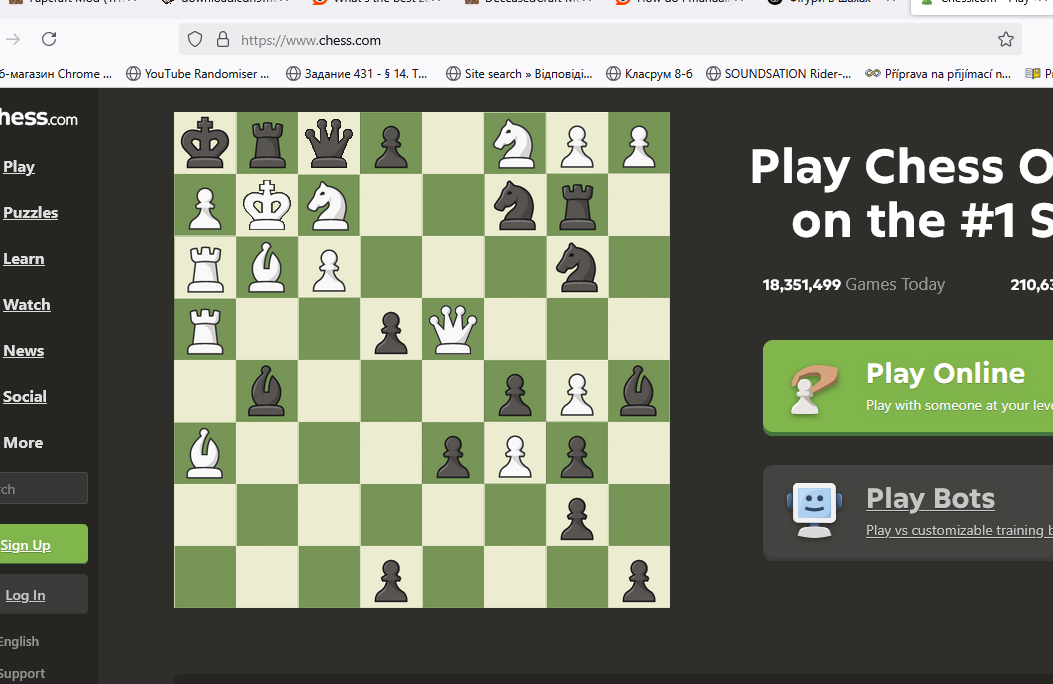 https://www.chess.com
б-магазин Chrome ...
YouTube Randomiser ...
Задание 431 - § 14. Т...
Site search » Відповіді...
Класрум 8-б
SOUNDSATION Rider-...
Příprava na přijímací n...
hess.com
Play
Puzzles
Learn
Watch
News
Social
More
rch
Sign Up
Log In
English
Support
Play Chess O
on the #1 S
18,351,499 Games Today
210,63
Play Online
Play with someone at your leve
Play Bots
Play vs customizable training b